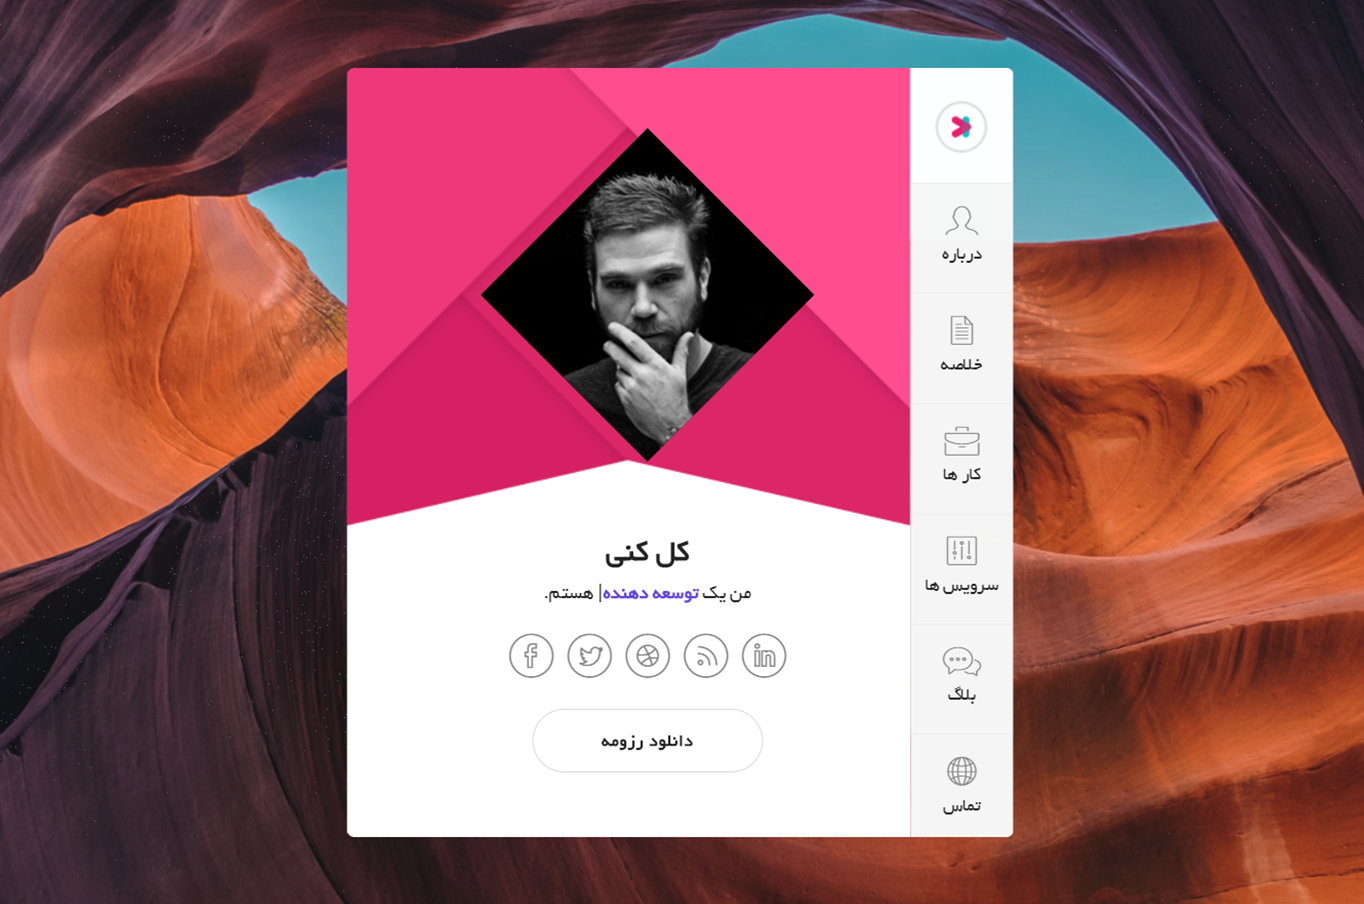 درباره
خلاصه
کار ها
سرویس ها
بلاگ
تماس
کل کنی
من یک توسعه دهنده| هستم.
دانلود رزومه